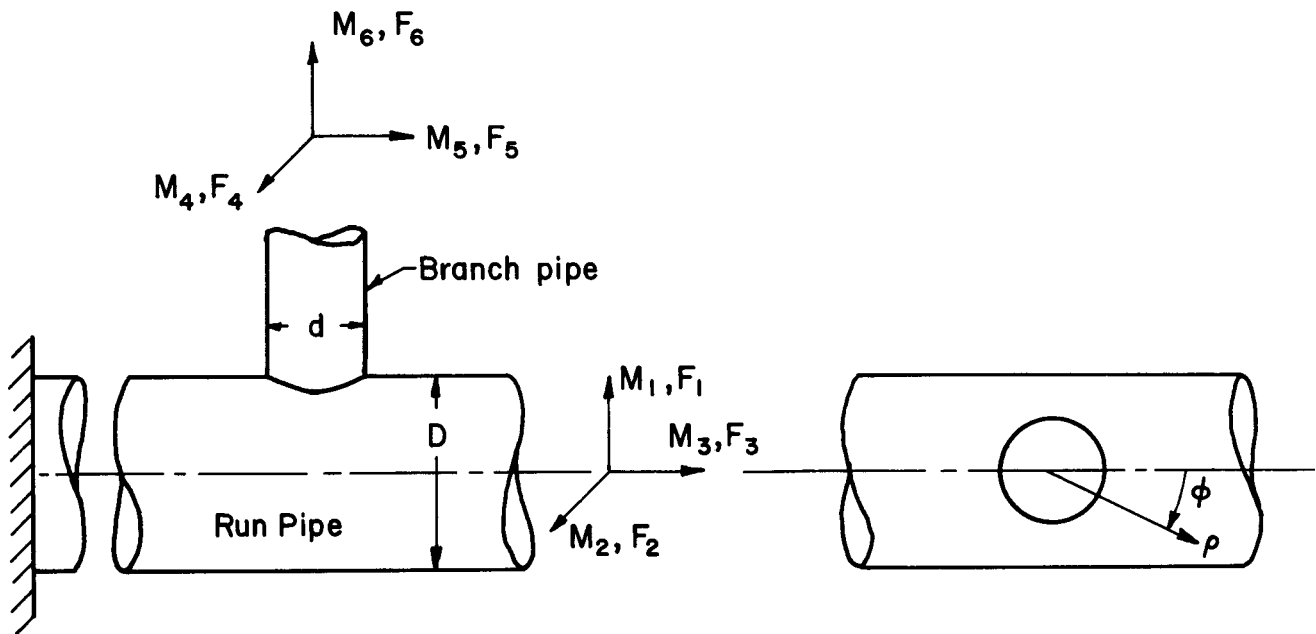 M₆, F₆
M₅, F₅
M₄, F₄
Branch pipe
d
M₁, F₁
D
M₃, F₃
ϕ
Run Pipe
M₂, F₂
ρ